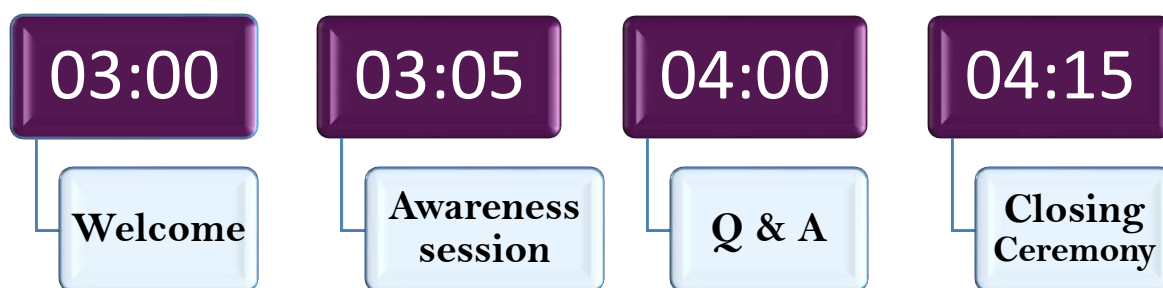 03:00
03:05
04:00
04:15
Welcome
Awareness
session
Q & A
Closing
Ceremony